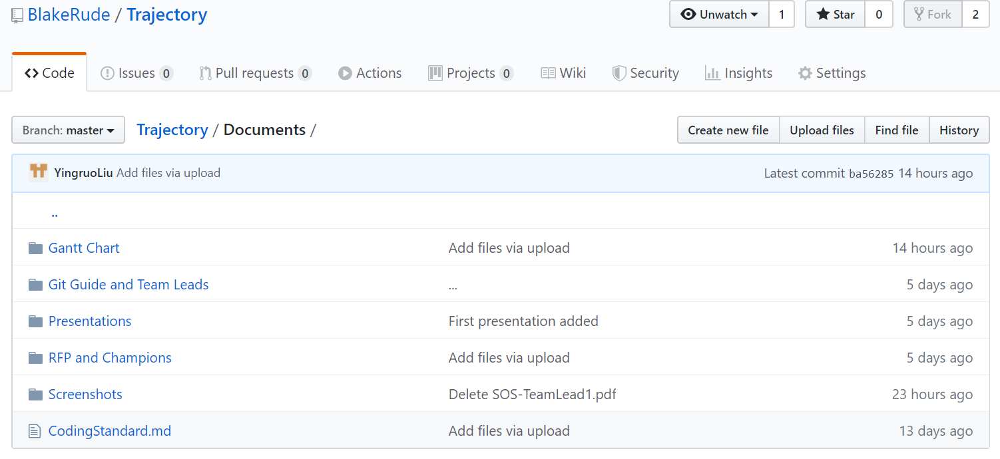 BlakeRude / Trajectory Unwatch 1 Star 0 Fork 2
Code Issues 0 Pull requests 0 Actions Projects 0 Wiki Security Insights Settings
Branch: master Trajectory / Documents / Create new file Upload files Find file History
YingruoLiu Add files via upload Latest commit ba56285 14 hours ago
..
Gantt Chart Add files via upload 14 hours ago
Git Guide and Team Leads ... 5 days ago
Presentations First presentation added 5 days ago
RFP and Champions Add files via upload 5 days ago
Screenshots Delete SOS-TeamLead1.pdf 23 hours ago
CodingStandard.md Add files via upload 13 days ago